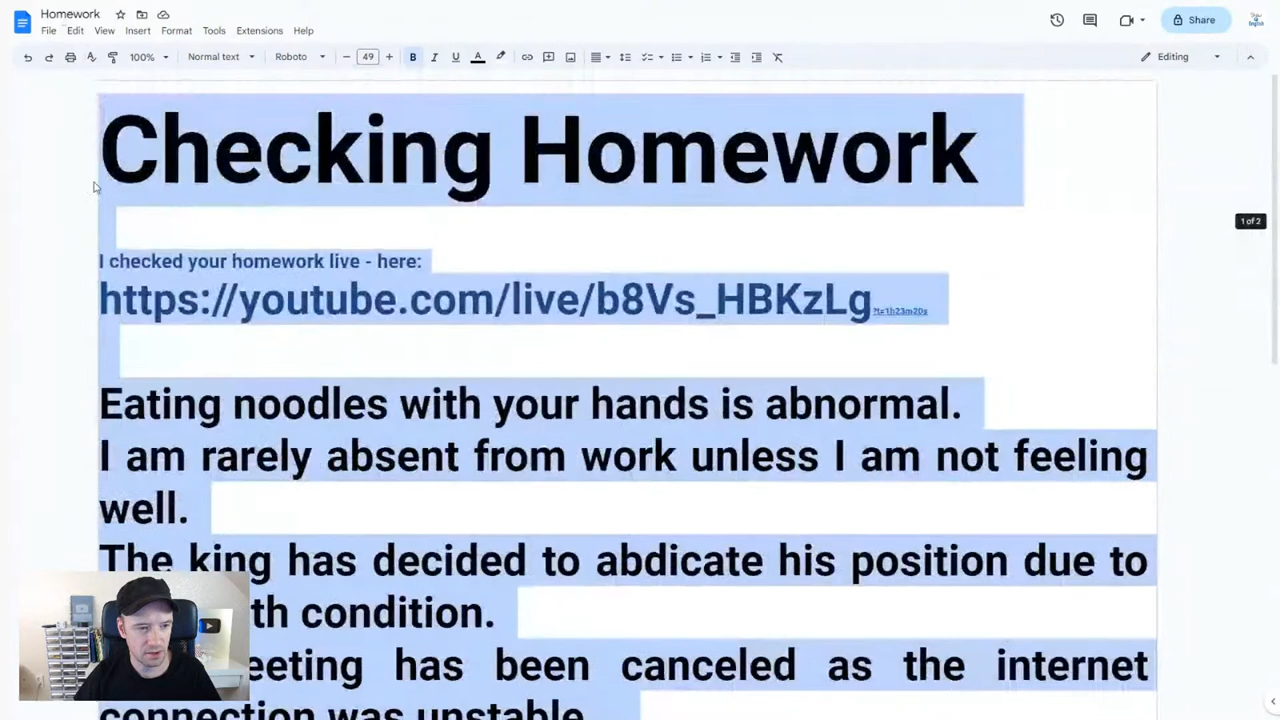 Homework
File Edit View Insert Format Tools Extensions Help
Share
100% Normal text Roboto 49 B I U A Editing
1 of 2
Checking Homework
I checked your homework live - here:
https://youtube.com/live/b8Vs_HBKzLg?t=1h23m20s
Eating noodles with your hands is abnormal.
I am rarely absent from work unless I am not feeling
well.
The king has decided to abdicate his position due to
th condition.
eeting has been canceled as the internet
connection was unstable.